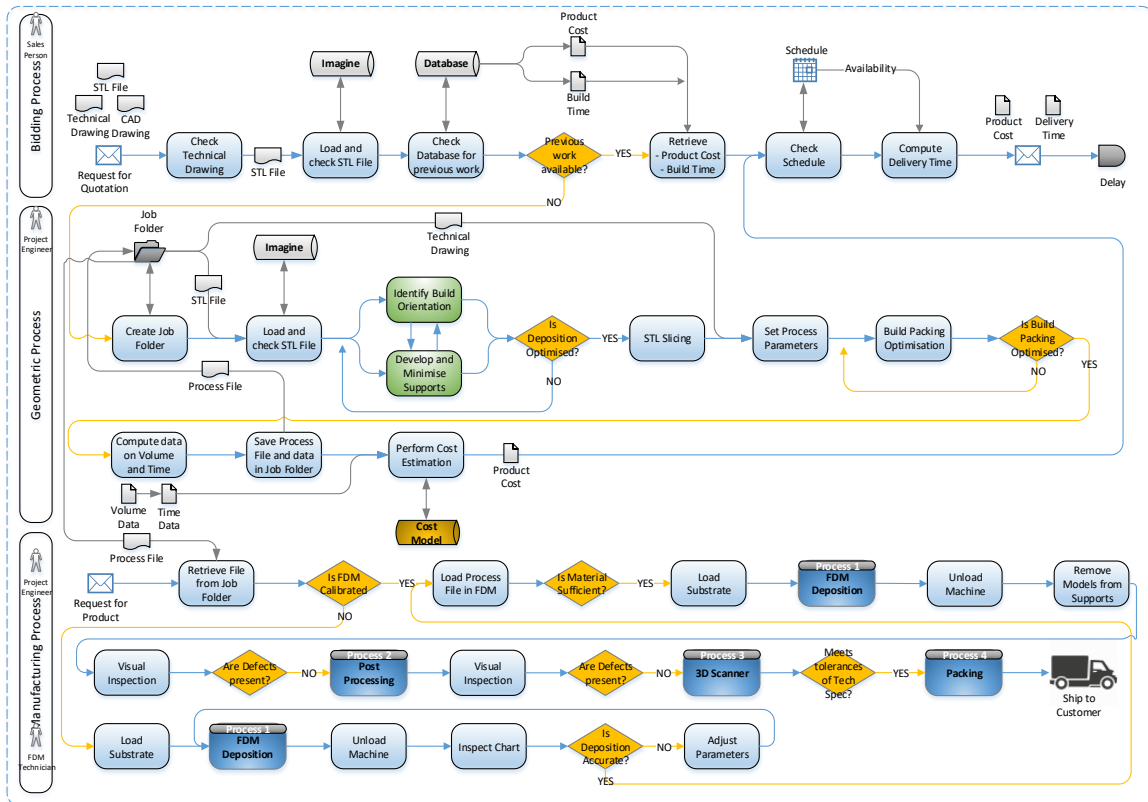 Bidding Process
Sales
Person
STL File
Technical
Drawing
CAD
Drawing
Request for
Quotation
Check
Technical
Drawing
STL File
Imagine
Load and
check STL File
Database
Check
Database for
previous work
Product
Cost
Build
Time
Previous
work
available?
YES
NO
Retrieve
- Product Cost
- Build Time
Schedule
Availability
Check
Schedule
Compute
Delivery Time
Product
Cost
Delivery
Time
Delay
Geometric Process
Project
Engineer
Job
Folder
Technical
Drawing
STL File
Imagine
Create Job
Folder
Load and
check STL File
Identify Build
Orientation
Develop and
Minimise
Supports
Is
Deposition
Optimised?
YES
NO
STL Slicing
Set Process
Parameters
Build Packing
Optimisation
Is Build
Packing
Optimised?
YES
NO
Process File
Compute data
on Volume
and Time
Save Process
File and data
in Job Folder
Perform Cost
Estimation
Product
Cost
Volume
Data
Time
Data
Cost
Model
Manufacturing Process
Project
Engineer
FDM
Technician
Process File
Request for
Product
Retrieve File
from Job
Folder
Is FDM
Calibrated
YES
NO
Load Process
File in FDM
Is Material
Sufficient?
YES
Load
Substrate
Process 1
FDM
Deposition
Unload
Machine
Remove
Models from
Supports
Visual
Inspection
Are Defects
present?
NO
Process 2
Post
Processing
Visual
Inspection
Are Defects
present?
NO
Process 3
3D Scanner
Meets
tolerances
of Tech
Spec?
YES
Process 4
Packing
Ship to
Customer
Load
Substrate
Process 1
FDM
Deposition
Unload
Machine
Inspect Chart
Is
Deposition
Accurate?
NO
YES
Adjust
Parameters